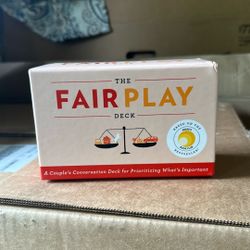 THE
FAIR PLAY
DECK
A Couple's Conversation Deck for Prioritizing What's Important